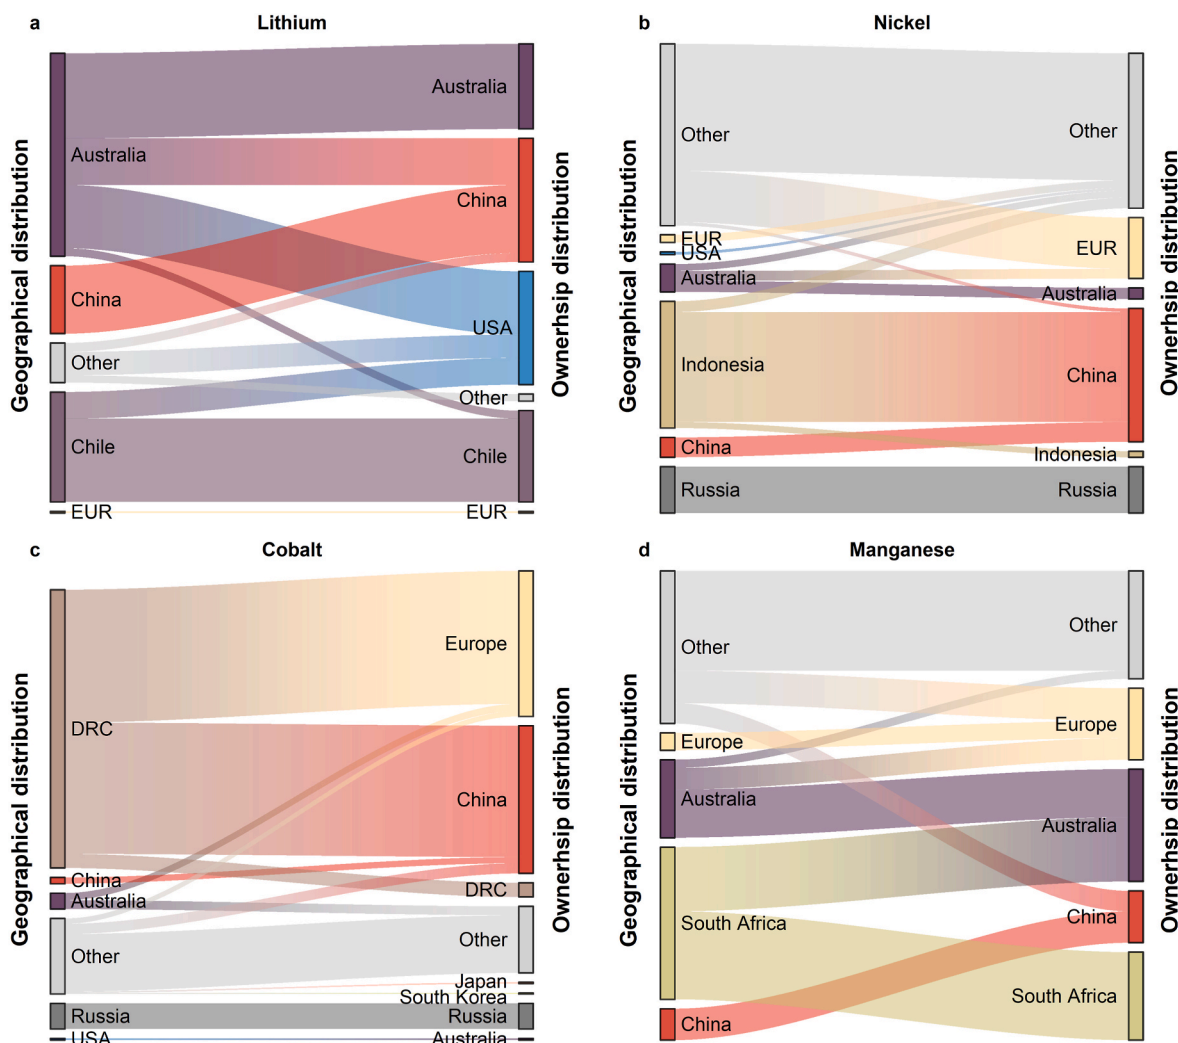 a
Lithium
Geographical distribution
Australia
China
Other
Chile
EUR
Australia
China
USA
Other
Chile
EUR
Ownerhsip distribution
b
Nickel
Geographical distribution
Other
EUR
USA
Australia
Indonesia
China
Russia
Other
EUR
Australia
China
Indonesia
Russia
Ownerhsip distribution
c
Cobalt
Geographical distribution
DRC
China
Australia
Other
Russia
USA
Europe
China
DRC
Other
Japan
South Korea
Russia
Australia
Ownerhsip distribution
d
Manganese
Geographical distribution
Other
Europe
Australia
South Africa
China
Other
Europe
Australia
China
South Africa
Ownerhsip distribution